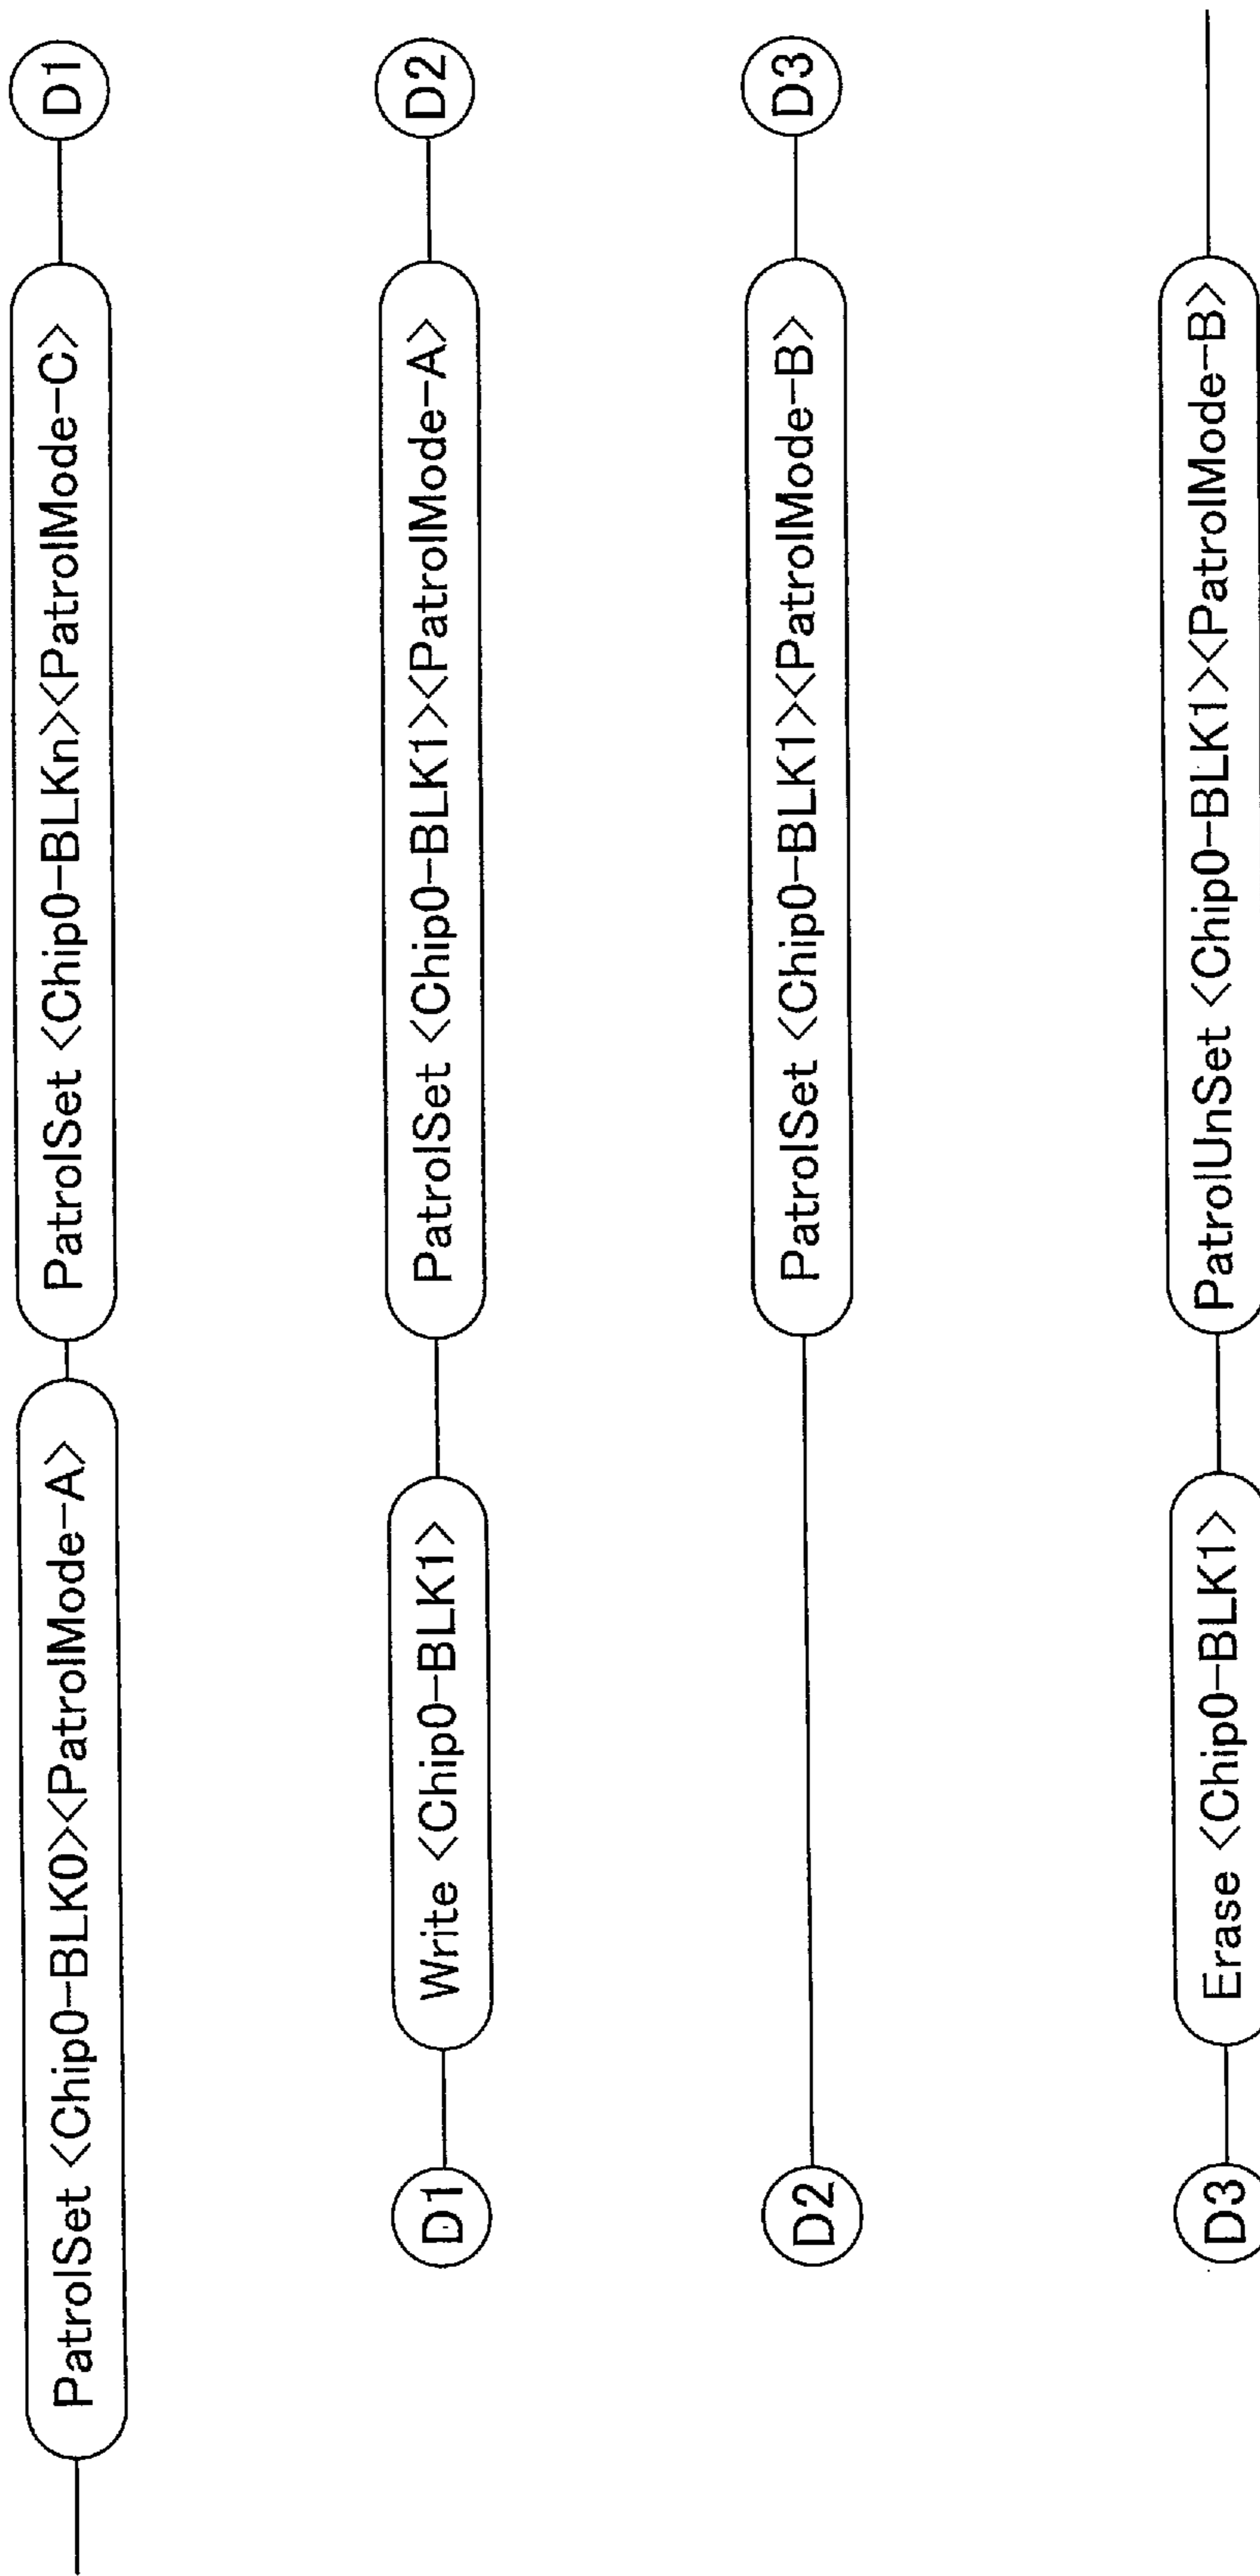 PatrolSet <Chip0-BLK0><PatrolMode-A>
PatrolSet <Chip0-BLKn><PatrolMode-C>
D1
D1
Write <Chip0-BLK1>
PatrolSet <Chip0-BLK1><PatrolMode-A>
D2
D2
PatrolSet <Chip0-BLK1><PatrolMode-B>
D3
D3
Erase <Chip0-BLK1>
PatrolUnSet <Chip0-BLK1><PatrolMode-B>